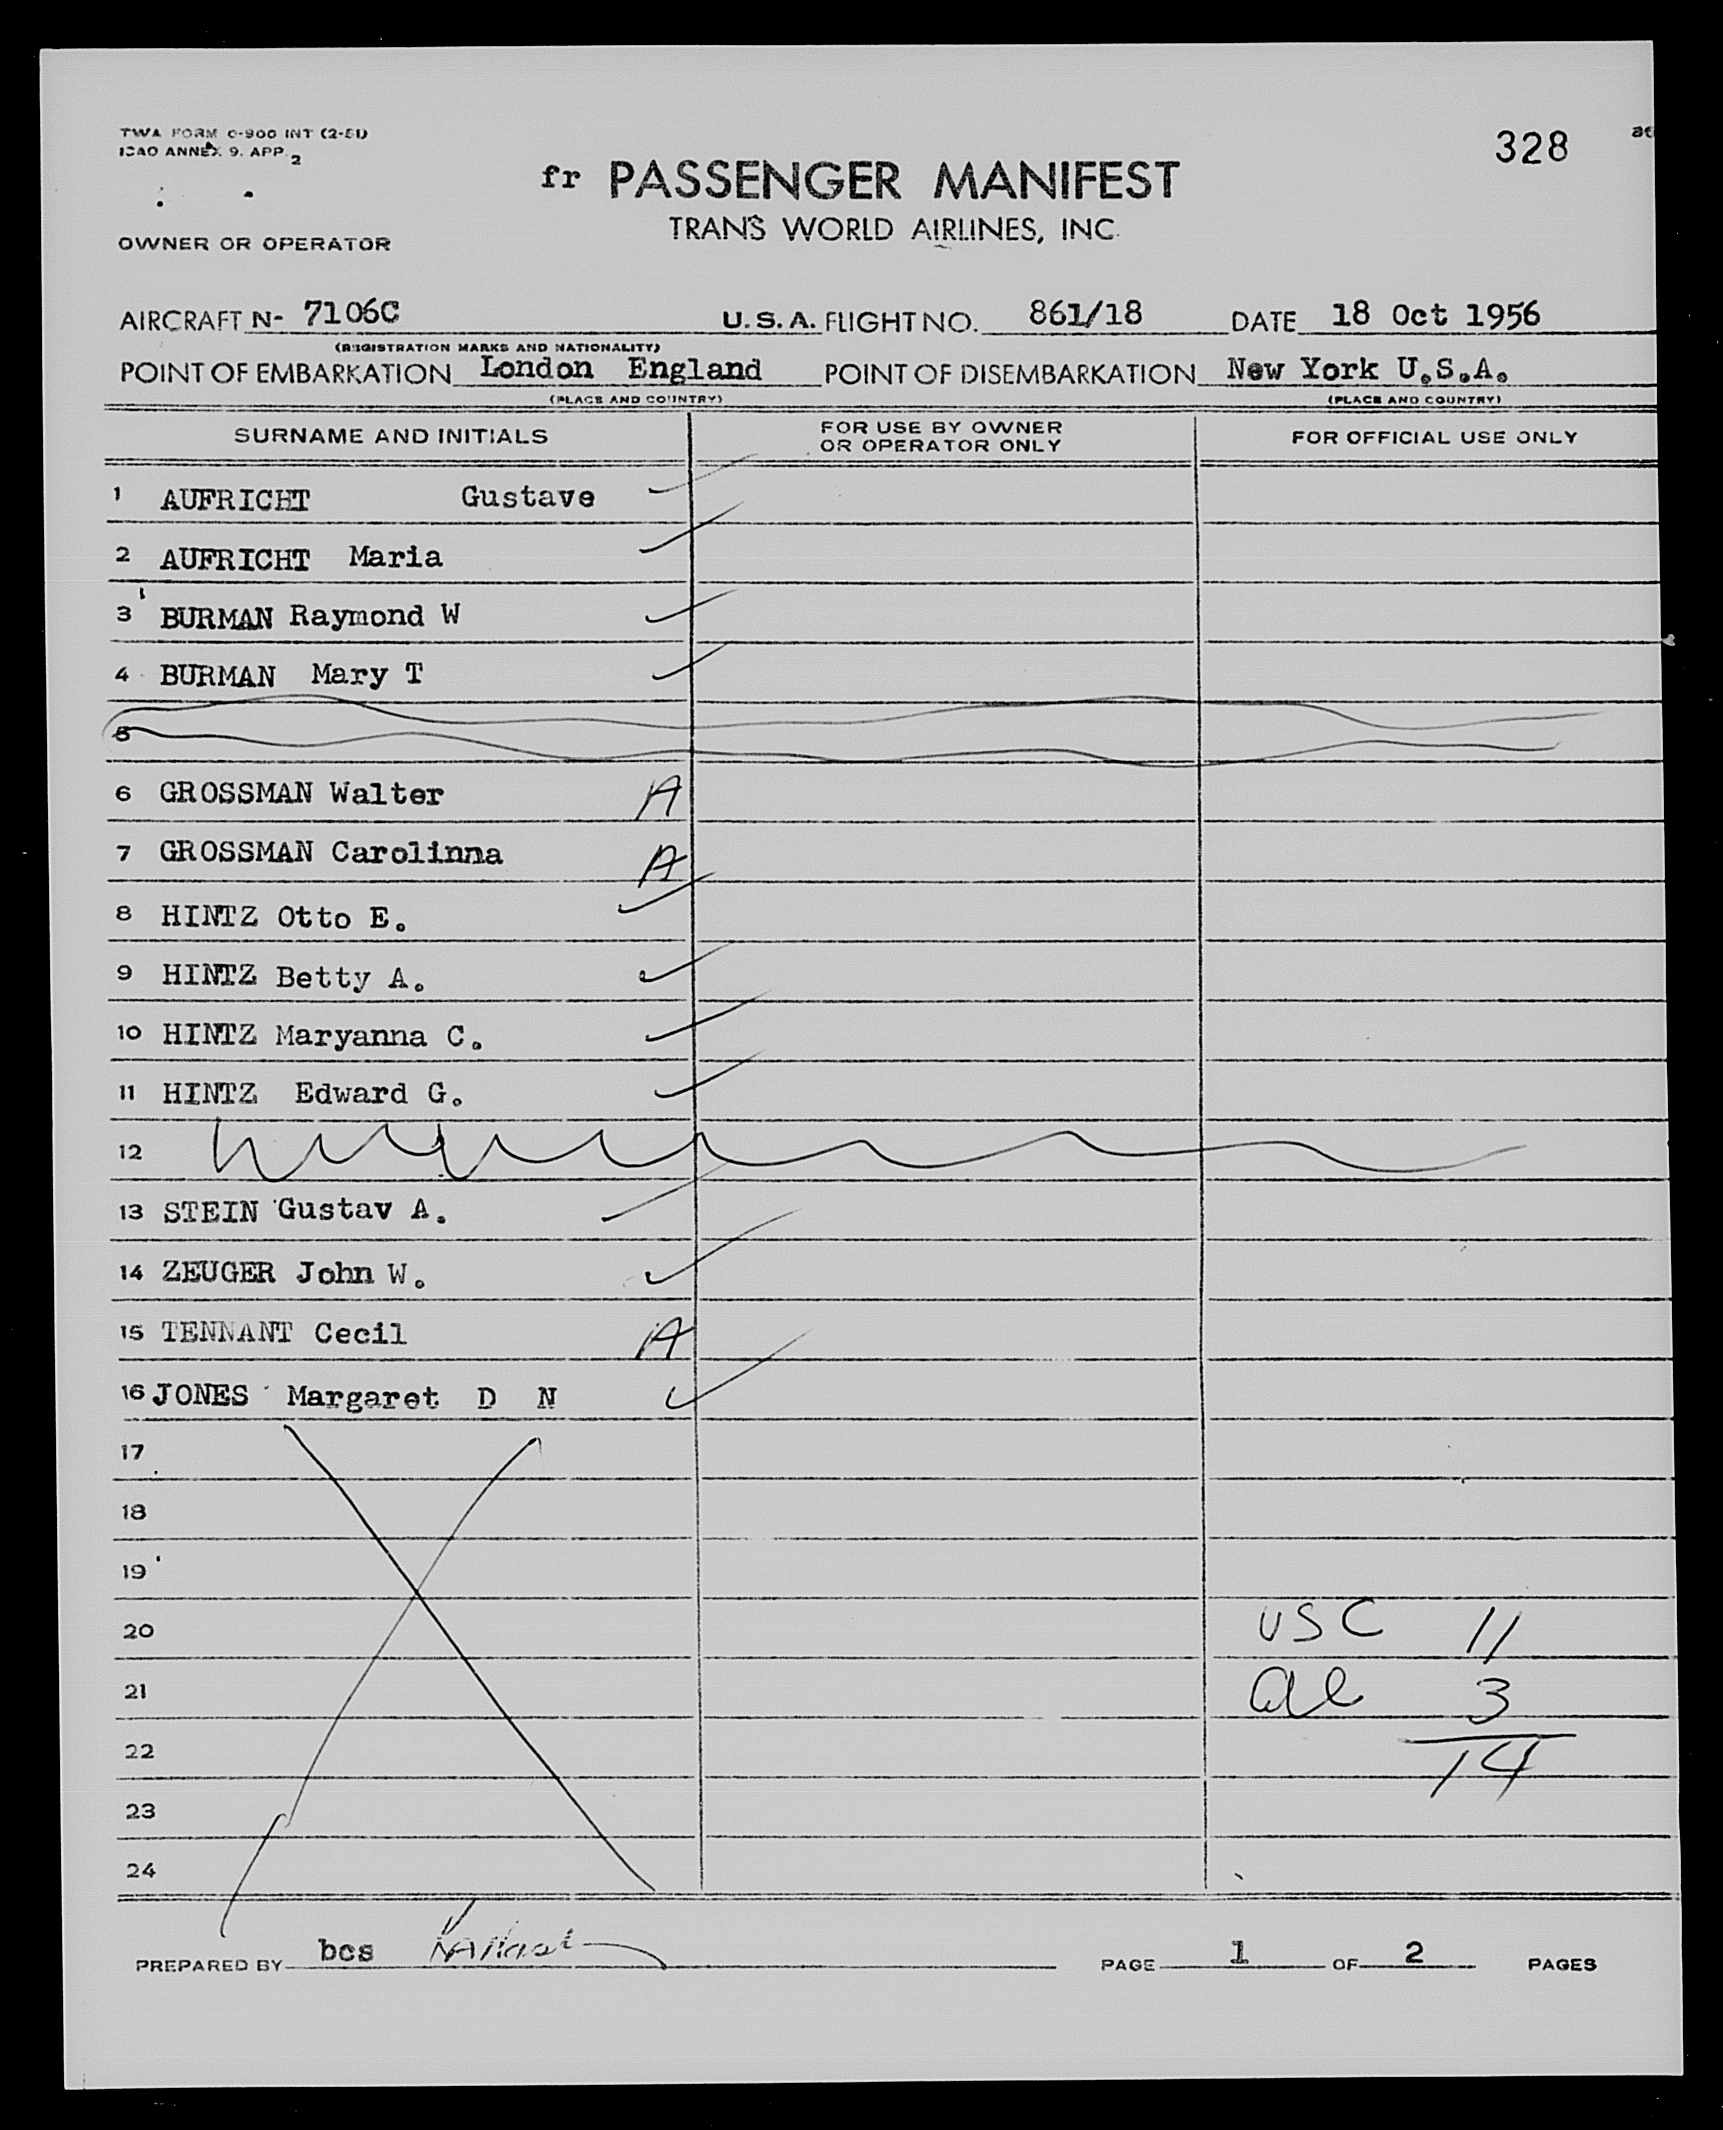 TWA FORM O-900 INT (2-51)
ICAO ANNEX 9. APP. 2
328
fr PASSENGER MANIFEST
TRANS WORLD AIRLINES, INC.
OWNER OR OPERATOR
AIRCRAFT N- 7106C U.S.A. FLIGHT NO. 861/18 DATE 18 Oct 1956
(REGISTRATION MARKS AND NATIONALITY)
POINT OF EMBARKATION London England POINT OF DISEMBARKATION New York U.S.A.
(PLACE AND COUNTRY) (PLACE AND COUNTRY)
SURNAME AND INITIALS FOR USE BY OWNER OR OPERATOR ONLY FOR OFFICIAL USE ONLY
1 AUFRICHT Gustave ✓
2 AUFRICHT Maria ✓
3 BURMAN Raymond W ✓
4 BURMAN Mary T ✓
5
6 GROSSMAN Walter A
7 GROSSMAN Carolinna A
8 HINTZ Otto E. ✓
9 HINTZ Betty A. ✓
10 HINTZ Maryanna C. ✓
11 HINTZ Edward G. ✓
12
13 STEIN Gustav A. ✓
14 ZEUGER John W. ✓
15 TENNANT Cecil A
16 JONES Margaret D N ✓
17
18
19
20 USC 11
21 al 3
22 14
23
24
PREPARED BY bcs PAGE 1 OF 2 PAGES